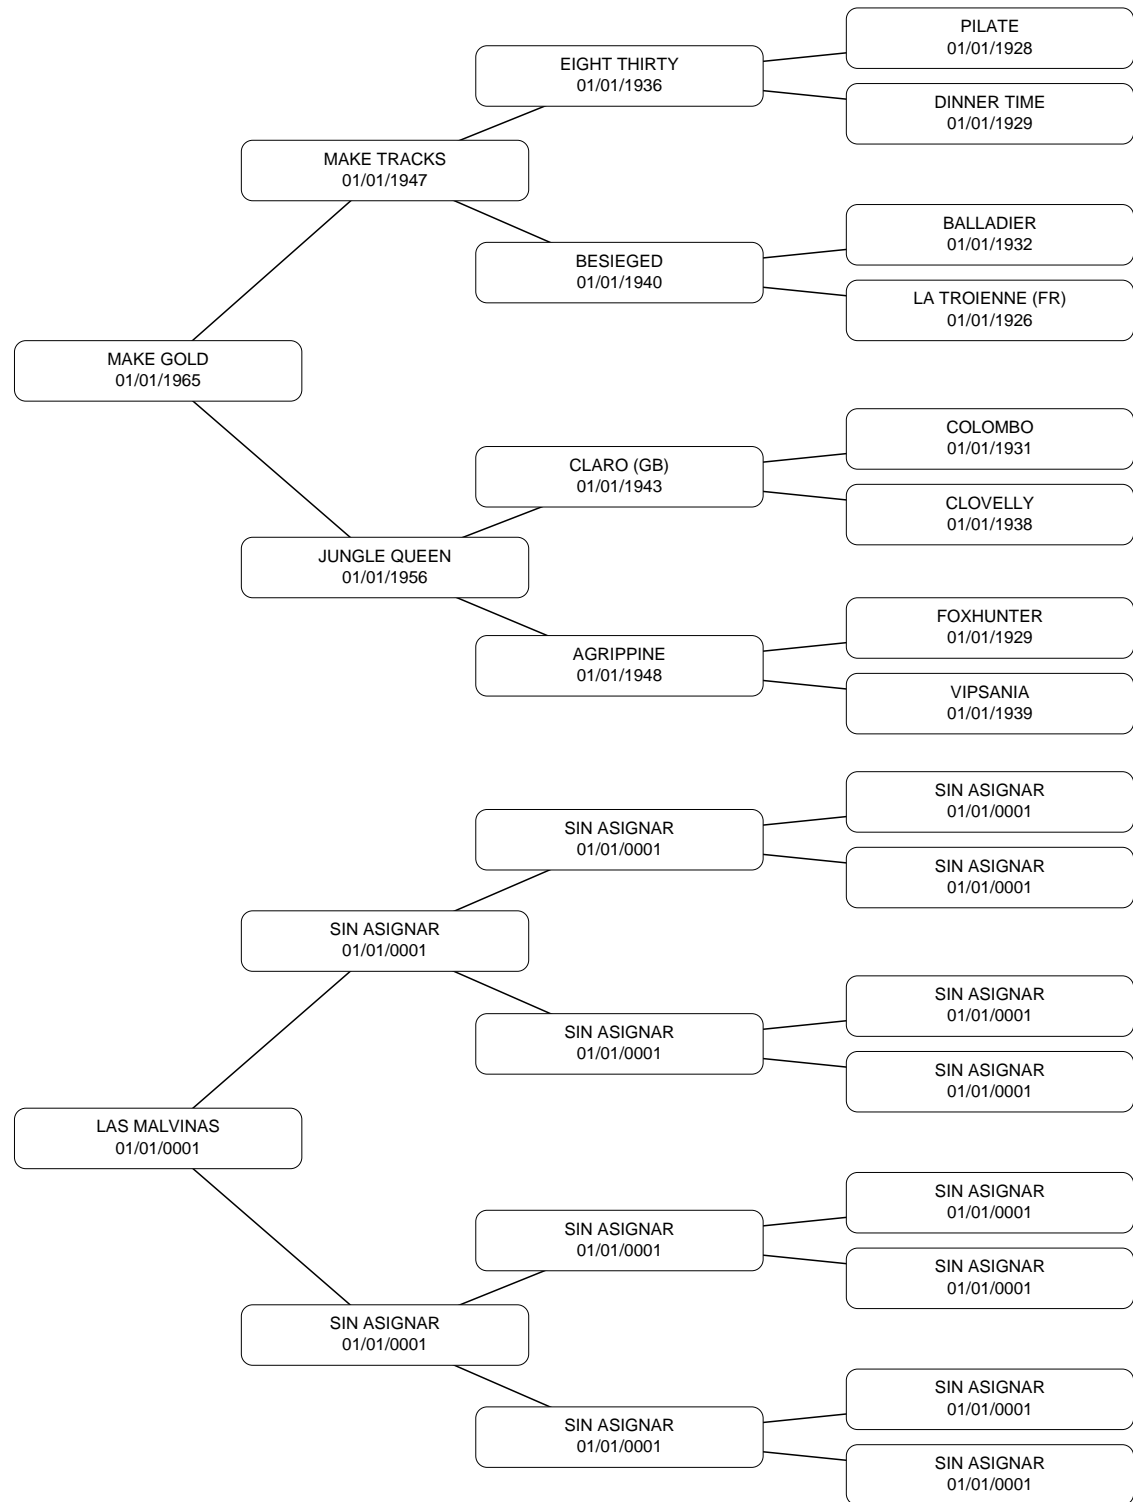 PILATE
01/01/1928
EIGHT THIRTY
01/01/1936
DINNER TIME
01/01/1929
MAKE TRACKS
01/01/1947
BALLADIER
01/01/1932
BESIEGED
01/01/1940
LA TROIENNE (FR)
01/01/1926
MAKE GOLD
01/01/1965
COLOMBO
01/01/1931
CLARO (GB)
01/01/1943
CLOVELLY
01/01/1938
JUNGLE QUEEN
01/01/1956
FOXHUNTER
01/01/1929
AGRIPPINE
01/01/1948
VIPSANIA
01/01/1939
SIN ASIGNAR
01/01/0001
SIN ASIGNAR
01/01/0001
SIN ASIGNAR
01/01/0001
SIN ASIGNAR
01/01/0001
SIN ASIGNAR
01/01/0001
SIN ASIGNAR
01/01/0001
SIN ASIGNAR
01/01/0001
LAS MALVINAS
01/01/0001
SIN ASIGNAR
01/01/0001
SIN ASIGNAR
01/01/0001
SIN ASIGNAR
01/01/0001
SIN ASIGNAR
01/01/0001
SIN ASIGNAR
01/01/0001
SIN ASIGNAR
01/01/0001
SIN ASIGNAR
01/01/0001